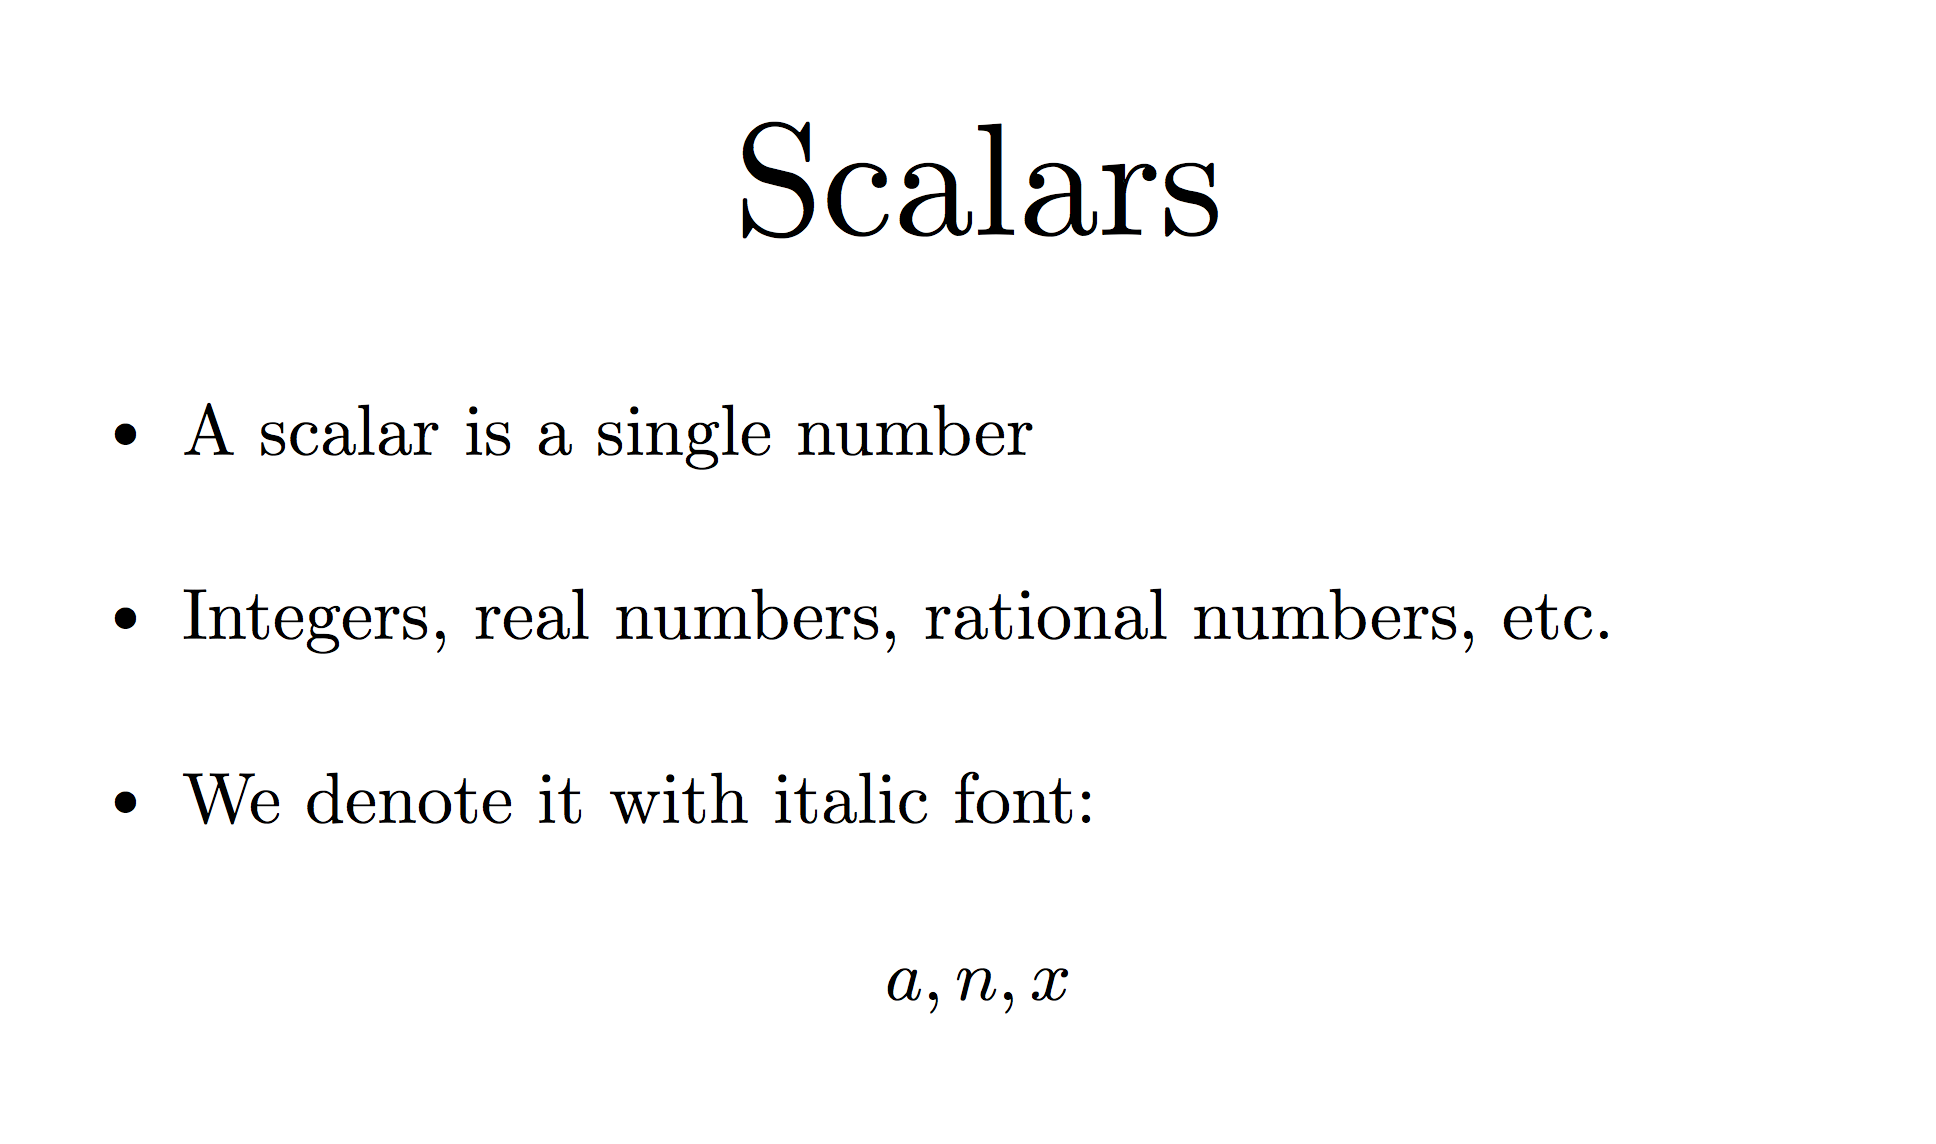 Scalars
• A scalar is a single number
• Integers, real numbers, rational numbers, etc.
• We denote it with italic font:
a, n, x